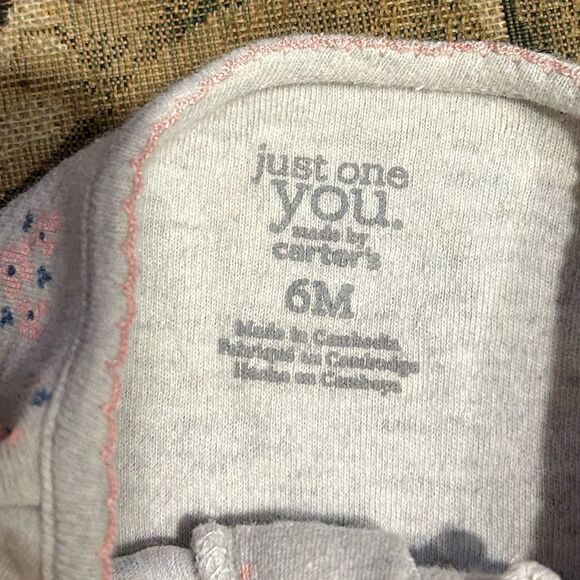 just one
you.
made by
carter's
6M
Made in Cambodia
Fabriqué au Cambodge
Hecho en Camboya